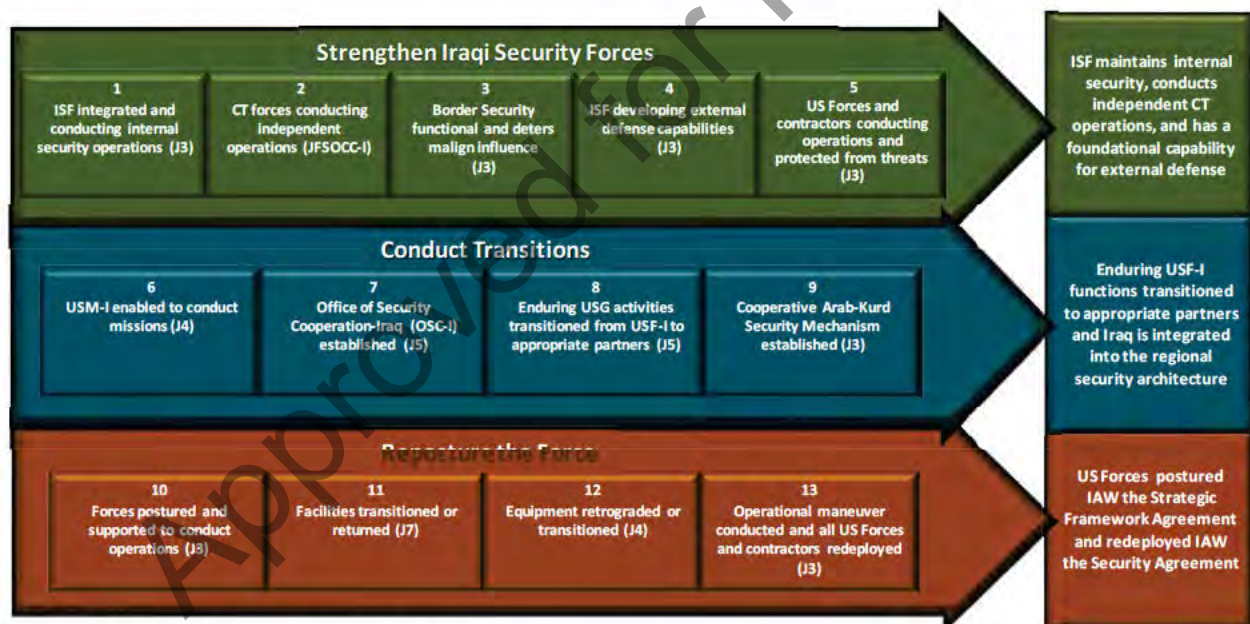 Strengthen Iraqi Security Forces
1
ISF integrated and
conducting internal
security operations (J3)
2
CT forces conducting
independent
operations (JFSOCC-I)
3
Border Security
functional and deters
malign influence
(J3)
4
ISF developing external
defense capabilities
(J3)
5
US Forces and
contractors conducting
operations and
protected from threats
(J3)
ISF maintains internal
security, conducts
independent CT
operations, and has a
foundational capability
for external defense
Conduct Transitions
6
USM-I enabled to conduct
missions (J4)
7
Office of Security
Cooperation-Iraq (OSC-I)
established (J5)
8
Enduring USG activities
transitioned from USF-I to
appropriate partners (J5)
9
Cooperative Arab-Kurd
Security Mechanism
established (J3)
Enduring USF-I
functions transitioned
to appropriate partners
and Iraq is integrated
into the regional
security architecture
Reposture the Force
10
Forces postured and
supported to conduct
operations (J3)
11
Facilities transitioned or
returned (J7)
12
Equipment retrograded or
transitioned (J4)
13
Operational maneuver
conducted and all US Forces
and contractors redeployed
(J3)
US Forces postured
IAW the Strategic
Framework Agreement
and redeployed IAW
the Security Agreement
Approved for